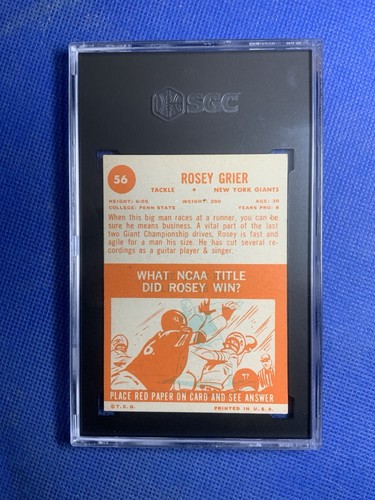 SGC
56
ROSEY GRIER
TACKLE • NEW YORK GIANTS
HEIGHT: 6:05 WEIGHT: 290 AGE: 30
COLLEGE: PENN STATE YEARS PRO: 8
When this big man races at a runner, you can be
sure he means business. A vital part of the last
two Giant Championship drives, Rosey is fast and
agile for a man his size. He has cut several re-
cordings as a guitar player & singer.
WHAT NCAA TITLE
DID ROSEY WIN?
PLACE RED PAPER ON CARD AND SEE ANSWER
©T.C.G. PRINTED IN U.S.A.